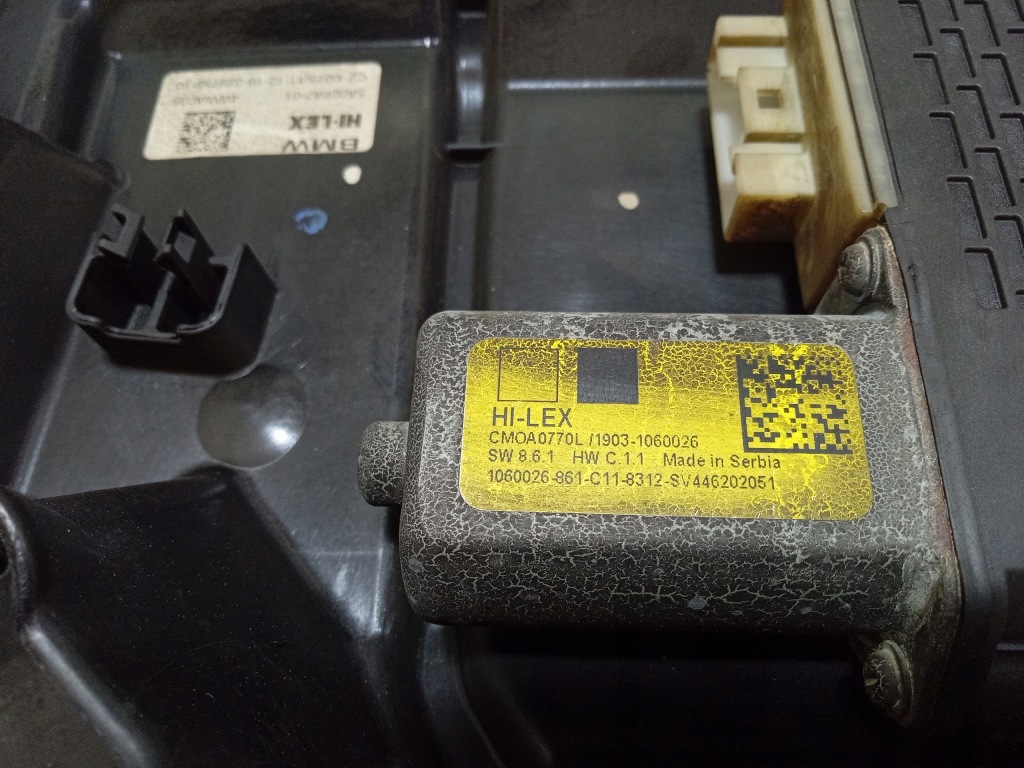 BMW
HI-LEX
HI-LEX
CMOA0770L /1903-1060026
SW 8.6.1 HW C.1.1 Made in Serbia
1060026-861-C11-8312-SV446202051